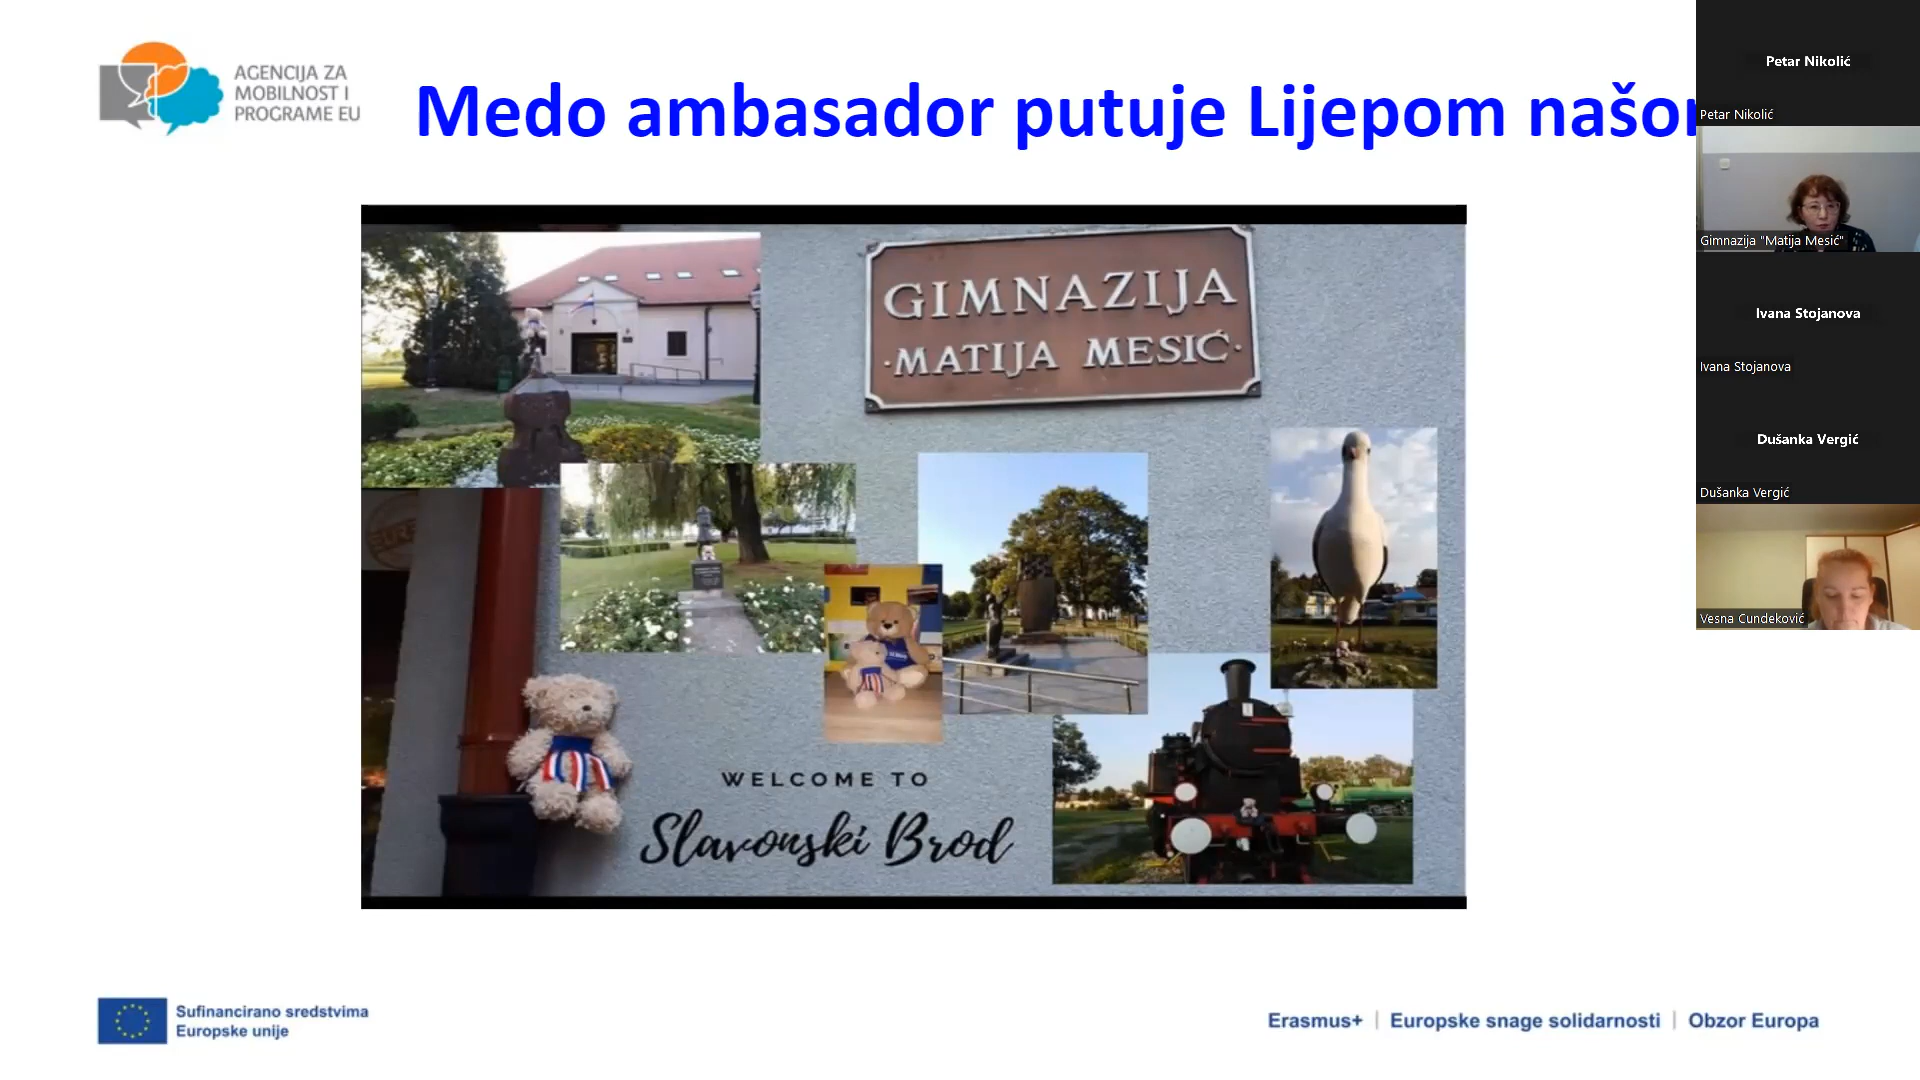 AGENCIJA ZA
MOBILNOST I
PROGRAME EU
Medo ambasador putuje Lijepom našom
GIMNAZIJA
·MATIJA MESIĆ·
WELCOME TO
Slavonski Brod
Sufinancirano sredstvima
Europske unije
Erasmus+ | Europske snage solidarnosti | Obzor Europa
Petar Nikolić
Petar Nikolić
Gimnazija "Matija Mesić"
Ivana Stojanova
Ivana Stojanova
Dušanka Vergić
Dušanka Vergić
Vesna Cundeković